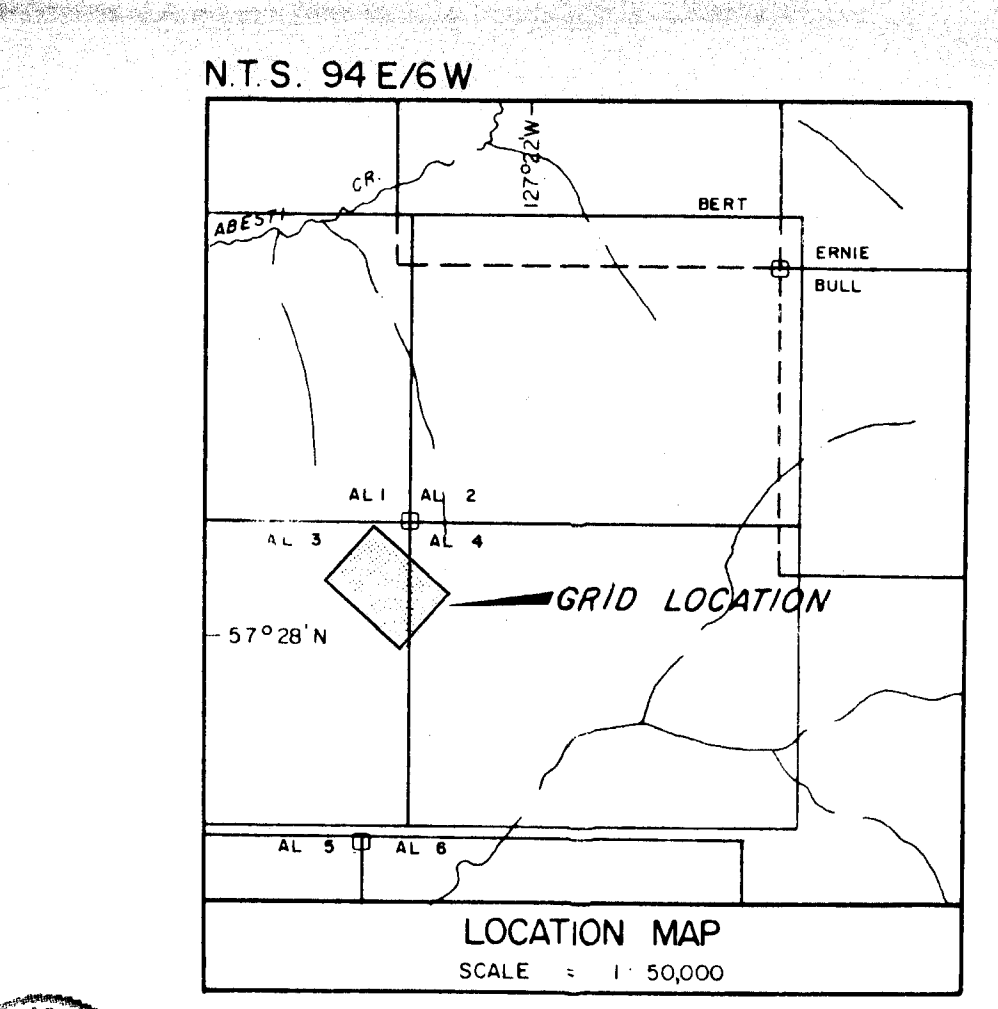 N.T.S. 94 E/6W
127°22'W
CR.
ABESTI
BERT
ERNIE
BULL
AL 1 AL 2
AL 3 AL 4
GRID LOCATION
57°28'N
AL 5 AL 6
LOCATION MAP
SCALE = 1: 50,000